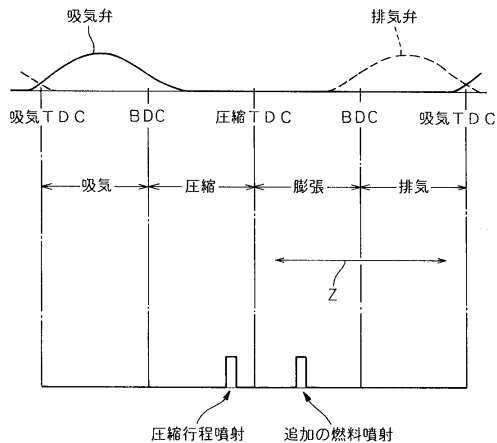 吸気弁
排気弁
吸気TDC
BDC
圧縮TDC
BDC
吸気TDC
吸気
圧縮
膨張
排気
Z
圧縮行程噴射
追加の燃料噴射